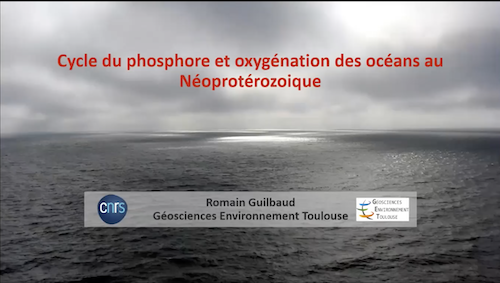 Cycle du phosphore et oxygénation des océans au
Néoprotérozoique
Romain Guilbaud
Géosciences Environnement Toulouse
cnrs
GÉOSCIENCES
ENVIRONNEMENT
TOULOUSE